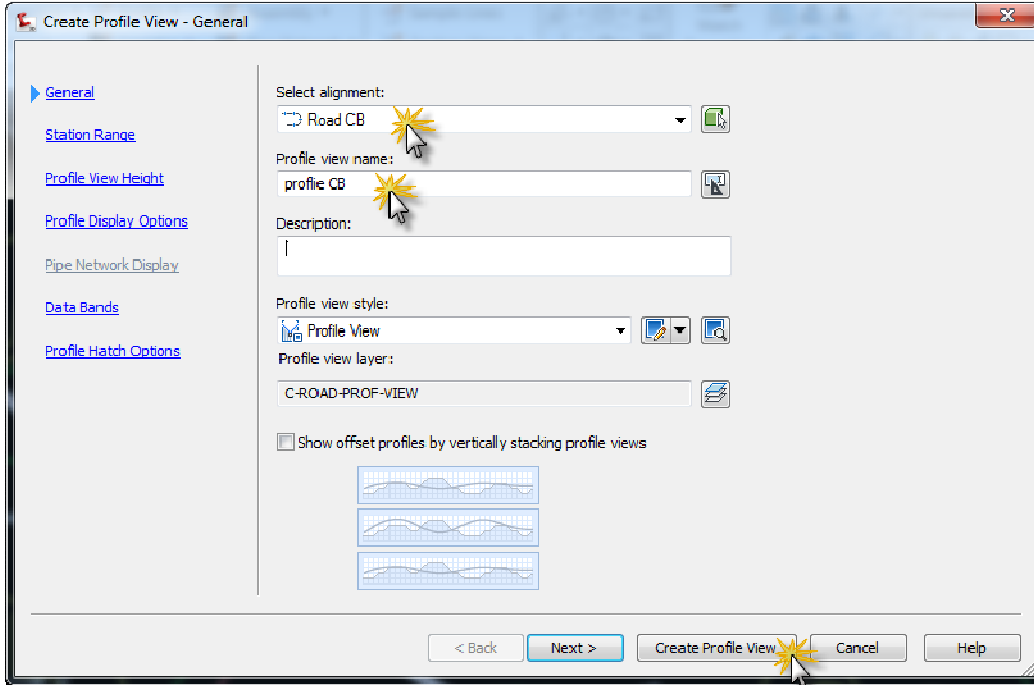 Create Profile View - General
General
Station Range
Profile View Height
Profile Display Options
Pipe Network Display
Data Bands
Profile Hatch Options
Select alignment:
Road CB
Profile view name:
proflie CB
Description:
Profile view style:
Profile View
Profile view layer:
C-ROAD-PROF-VIEW
Show offset profiles by vertically stacking profile views
< Back Next > Create Profile View Cancel Help